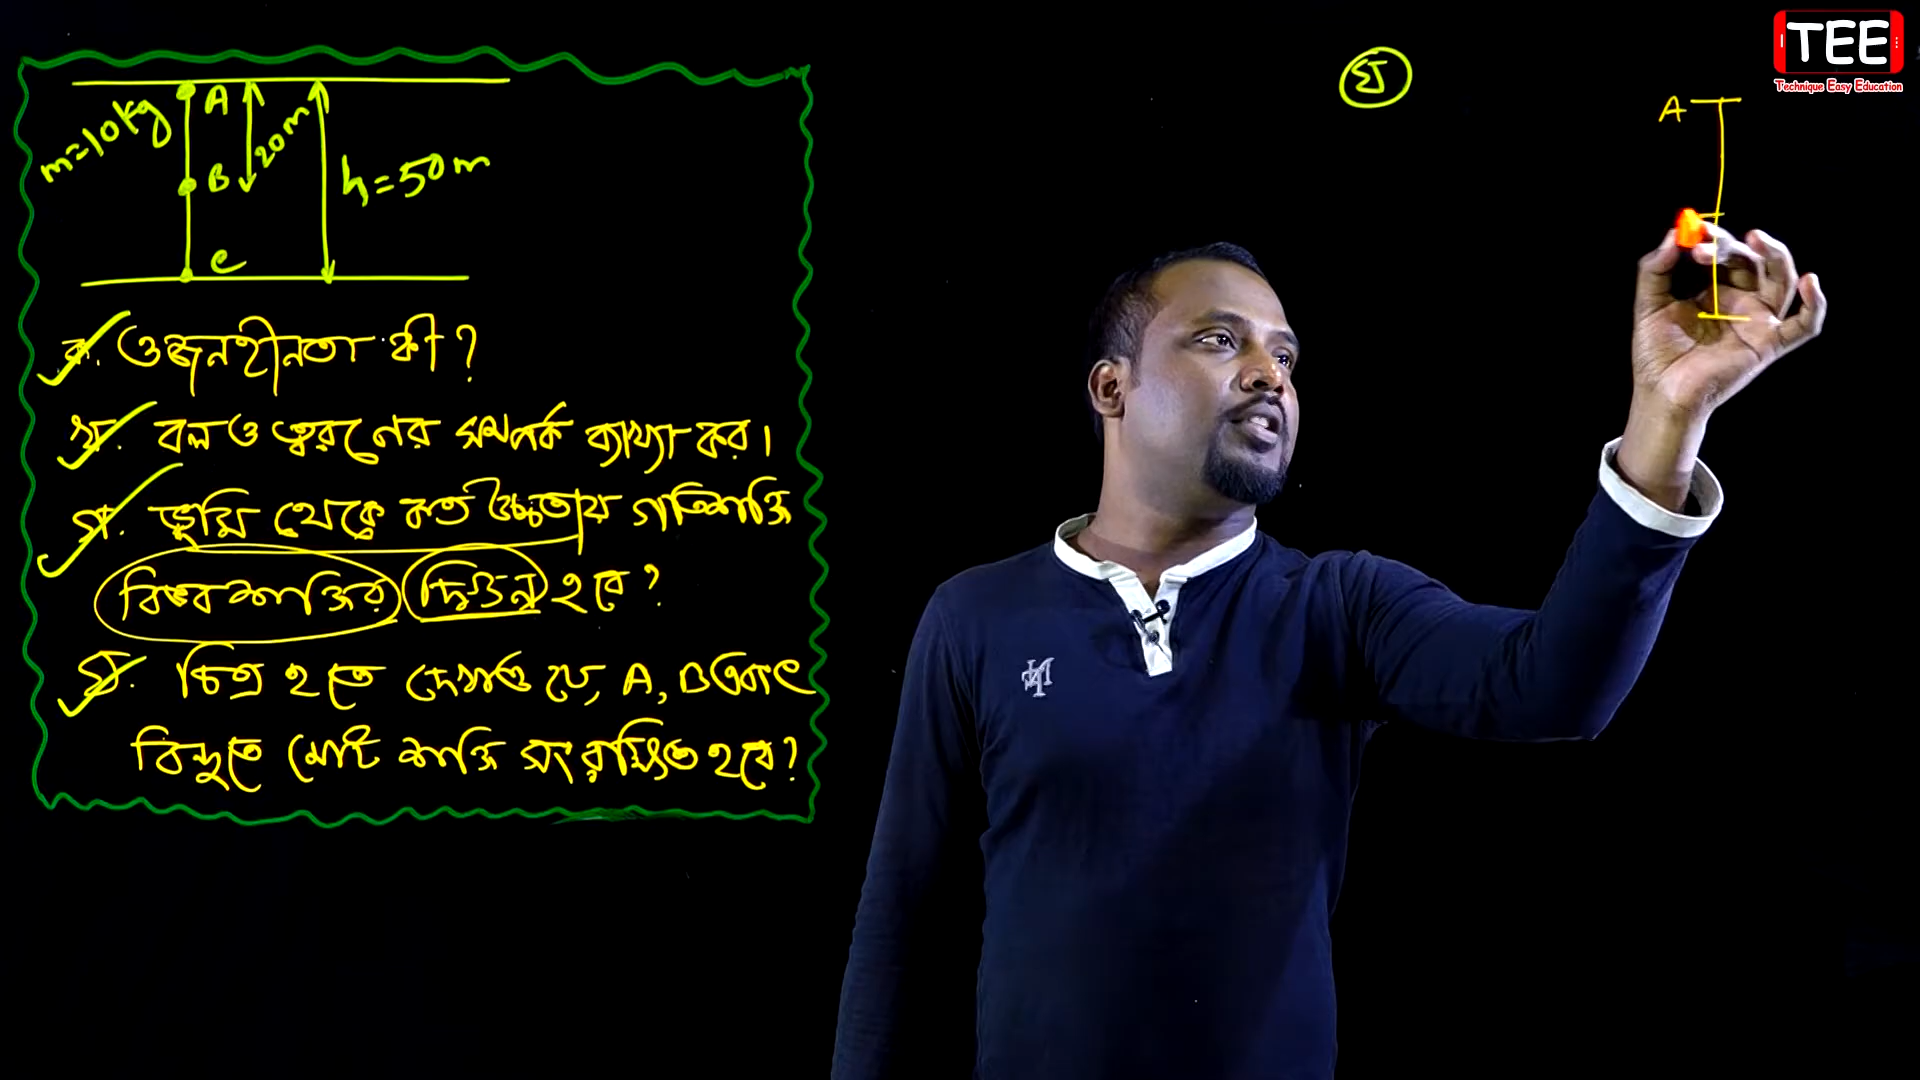 m=10kg
A
20m
B
h=50m
C
ক. ওজনহীনতা কী?
খ. বল ও ত্বরণের সম্পর্ক ব্যাখ্যা কর।
গ. ভূমি থেকে কত উচ্চতায় গতিশক্তি
বিভবশক্তির দ্বিগুন হবে?
ঘ. চিত্র হতে দেখাও যে, A, B এবং C
বিন্দুতে মোট শক্তি সংরক্ষিত হবে?
ঘ
A
TEE
Technique Easy Education